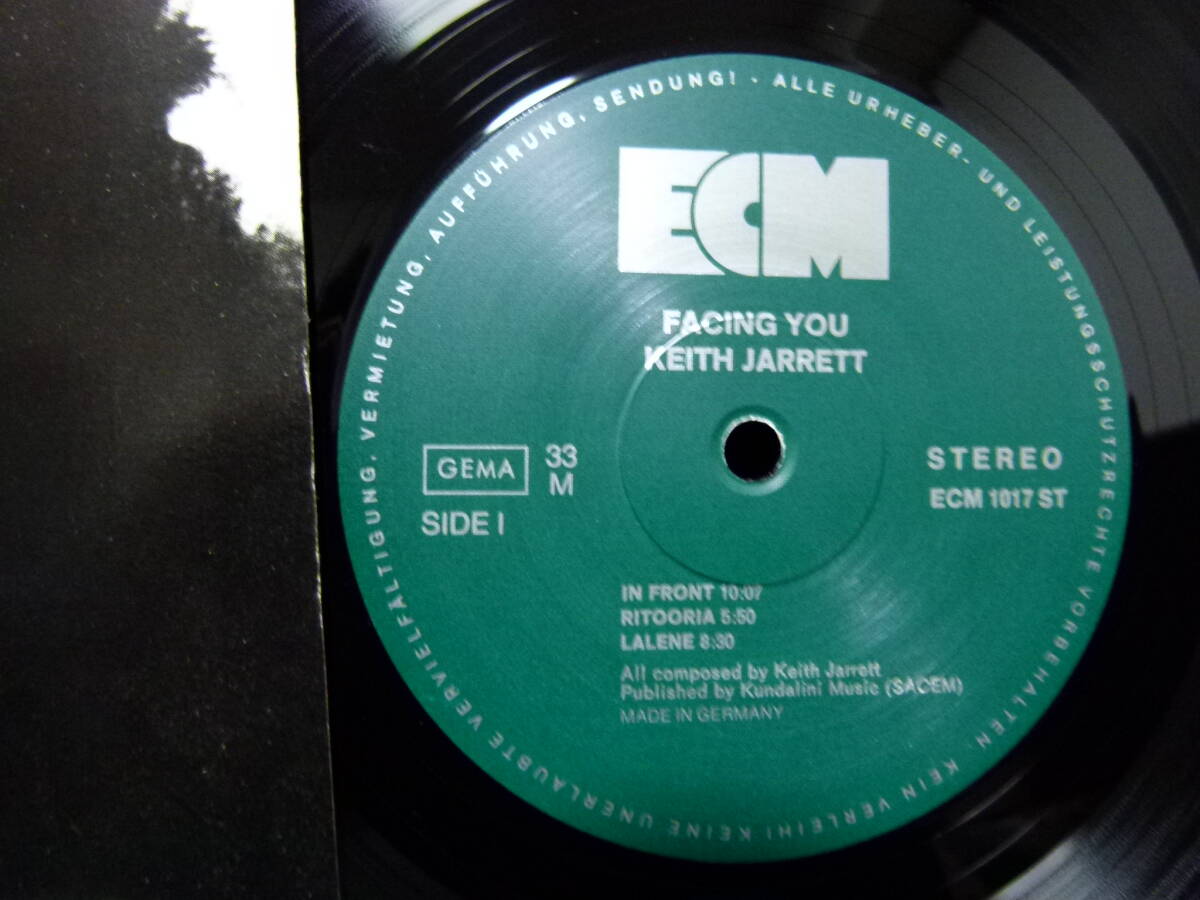 ALLE URHEBER- UND LEISTUNGSSCHUTZRECHTE VORBEHALTEN. KEIN VERLEIH! KEINE UNERLAUBTE VERVIELFÄLTIGUNG, VERMIETUNG, AUFFÜHRUNG, SENDUNG! -
ECM
FACING YOU
KEITH JARRETT
GEMA
33
M
SIDE I
STEREO
ECM 1017 ST
IN FRONT 10:07
RITOORIA 5:50
LALENE 8:30
All composed by Keith Jarrett
Published by Kundalini Music (SACEM)
MADE IN GERMANY